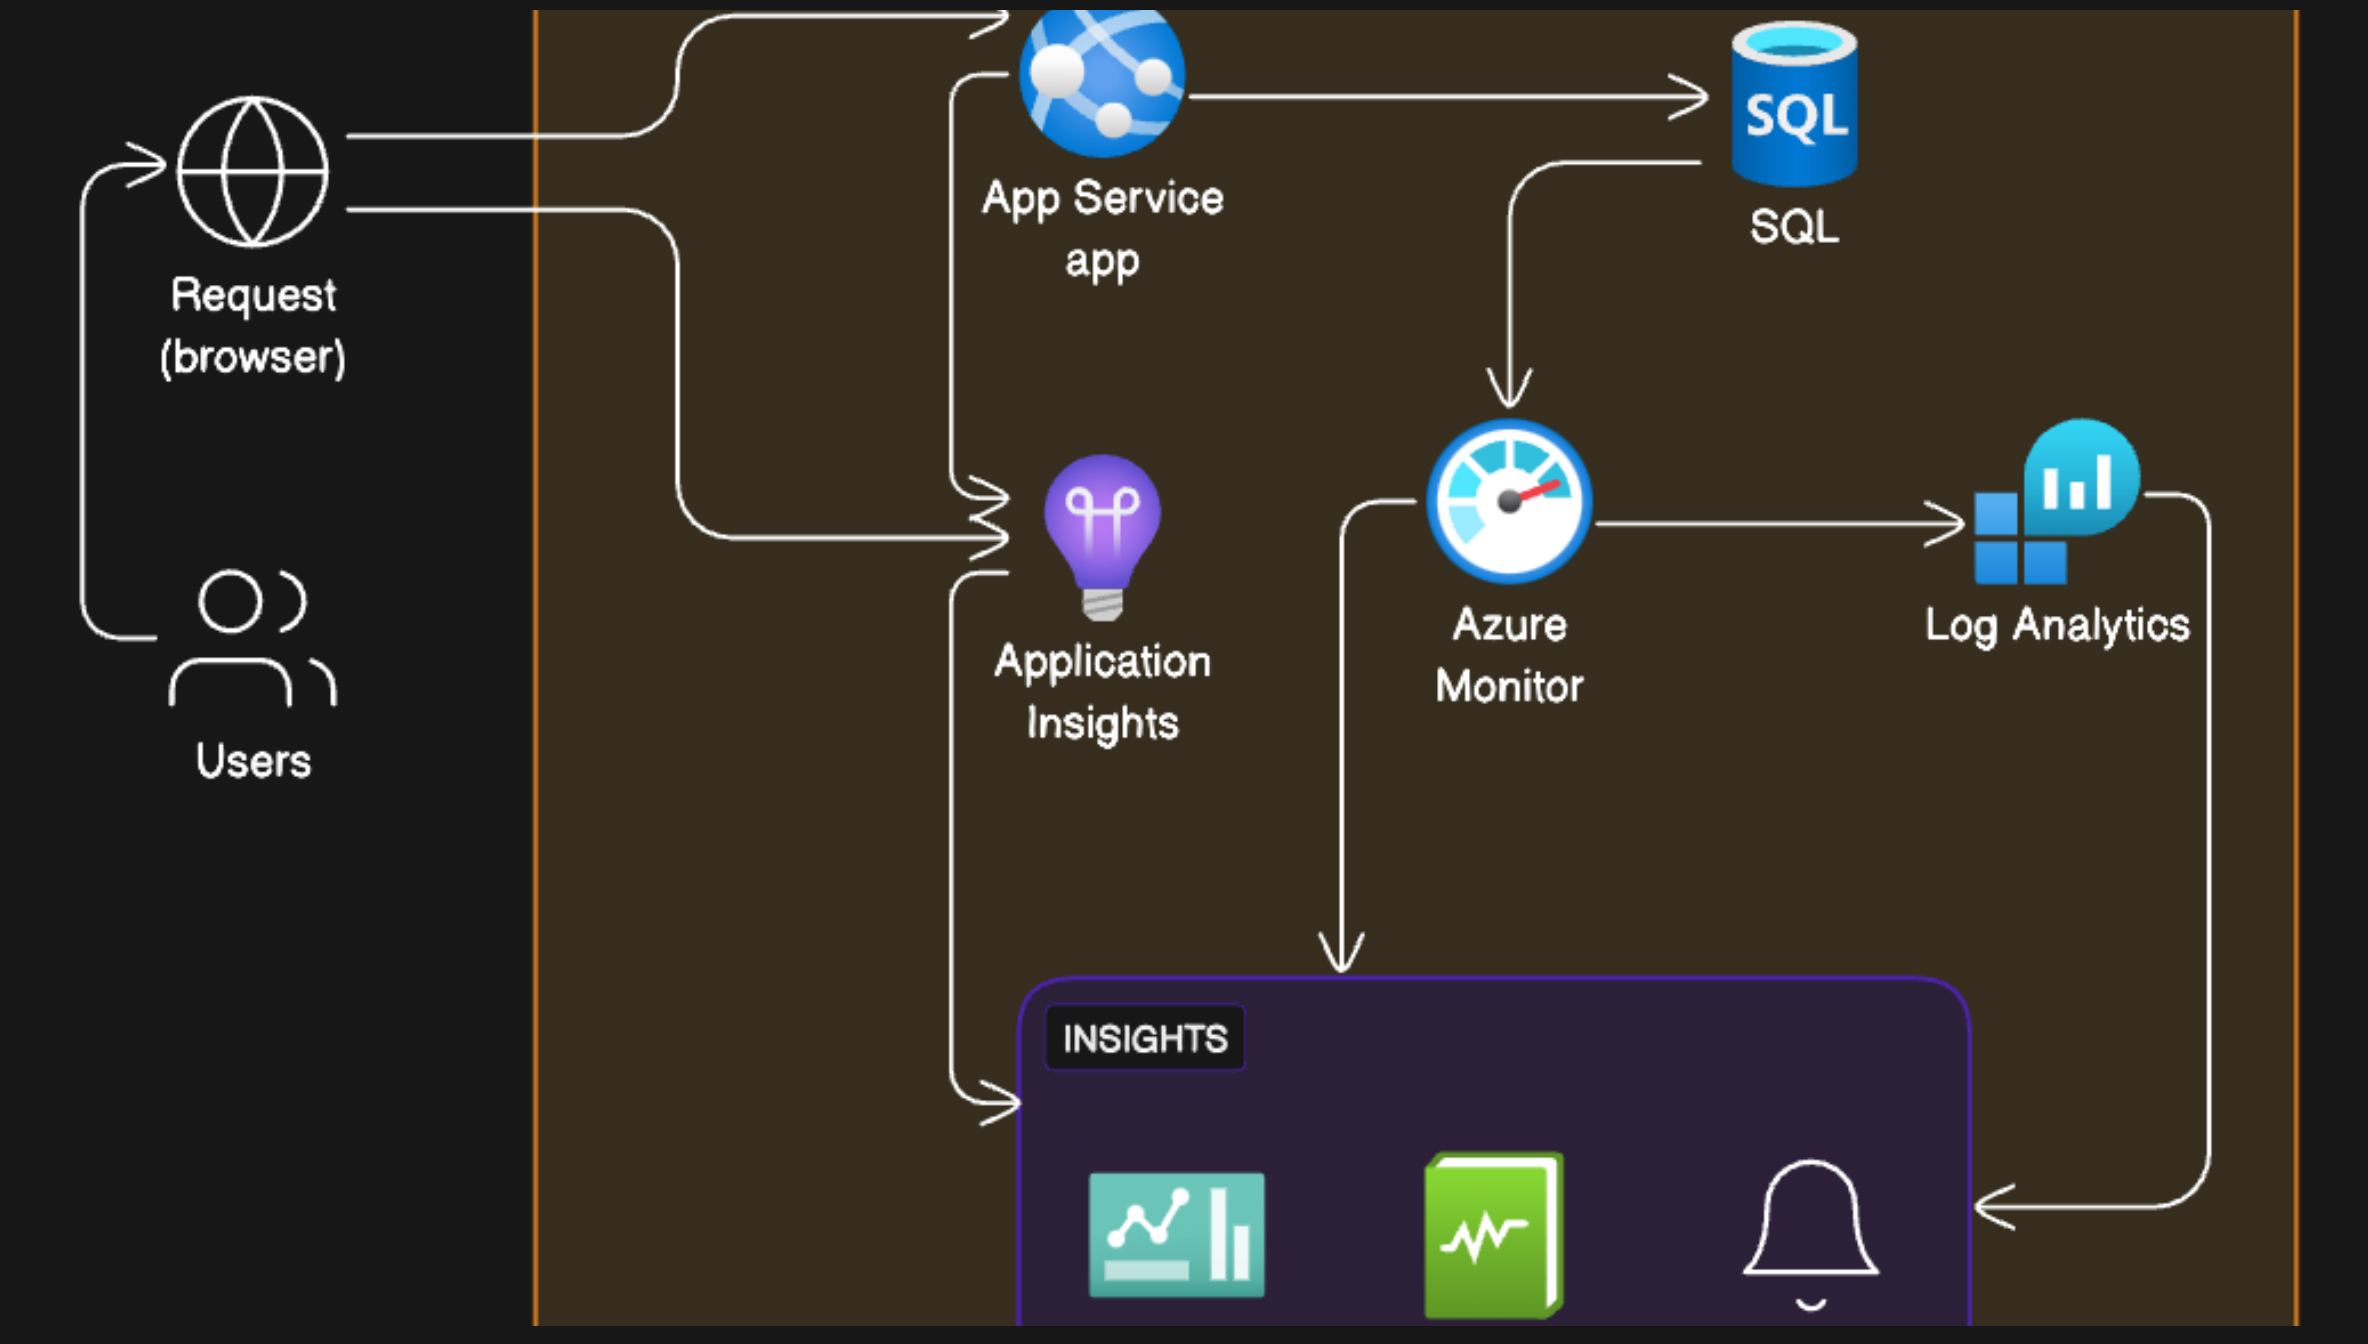 SQL
App Service
app
SQL
Request
(browser)
Application
Insights
Azure
Monitor
Log Analytics
Users
INSIGHTS